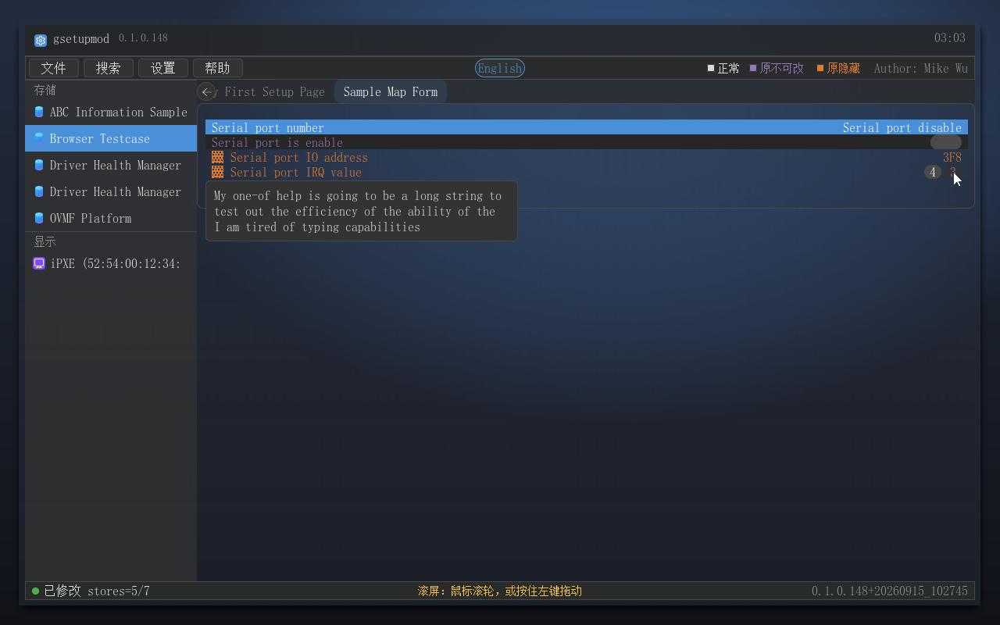 gsetupmod 0.1.0.148
03:03
文件 搜索 设置 帮助
English
正常 原不可改 原隐藏 Author: Mike Wu
存储
ABC Information Sample
Browser Testcase
Driver Health Manager
Driver Health Manager
OVMF Platform
显示
iPXE (52:54:00:12:34:
First Setup Page
Sample Map Form
Serial port number Serial port disable
Serial port is enable
Serial port IO address 3F8
Serial port IRQ value 4 3
My one-of help is going to be a long string to
test out the efficiency of the ability of the
I am tired of typing capabilities
已修改 stores=5/7
滚屏: 鼠标滚轮, 或按住左键拖动
0.1.0.148+20260915_102745